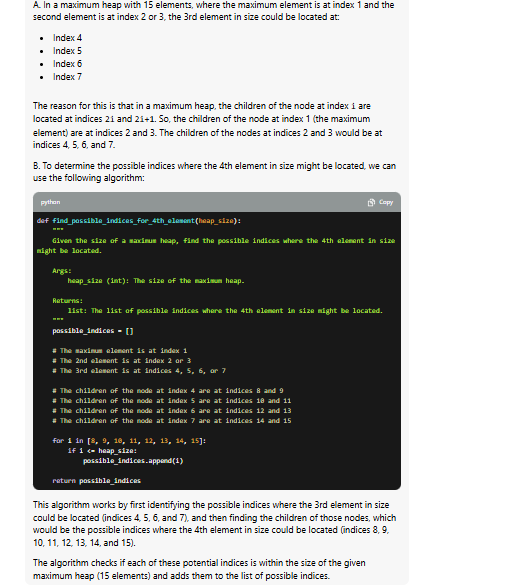 A. In a maximum heap with 15 elements, where the maximum element is at index 1 and the
second element is at index 2 or 3, the 3rd element in size could be located at:
• Index 4
• Index 5
• Index 6
• Index 7
The reason for this is that in a maximum heap, the children of the node at index i are
located at indices 2i and 2i+1. So, the children of the node at index 1 (the maximum
element) are at indices 2 and 3. The children of the nodes at indices 2 and 3 would be at
indices 4, 5, 6, and 7.
B. To determine the possible indices where the 4th element in size might be located, we can
use the following algorithm:
python Copy
def find_possible_indices_for_4th_element(heap_size):
"""
Given the size of a maximum heap, find the possible indices where the 4th element in size
might be located.
Args:
heap_size (int): The size of the maximum heap.
Returns:
list: The list of possible indices where the 4th element in size might be located.
"""
possible_indices = []
# The maximum element is at index 1
# The 2nd element is at index 2 or 3
# The 3rd element is at indices 4, 5, 6, or 7
# The children of the node at index 4 are at indices 8 and 9
# The children of the node at index 5 are at indices 10 and 11
# The children of the node at index 6 are at indices 12 and 13
# The children of the node at index 7 are at indices 14 and 15
for i in [8, 9, 10, 11, 12, 13, 14, 15]:
if i <= heap_size:
possible_indices.append(i)
return possible_indices
This algorithm works by first identifying the possible indices where the 3rd element in size
could be located (indices 4, 5, 6, and 7), and then finding the children of those nodes, which
would be the possible indices where the 4th element in size could be located (indices 8, 9,
10, 11, 12, 13, 14, and 15).
The algorithm checks if each of these potential indices is within the size of the given
maximum heap (15 elements) and adds them to the list of possible indices.